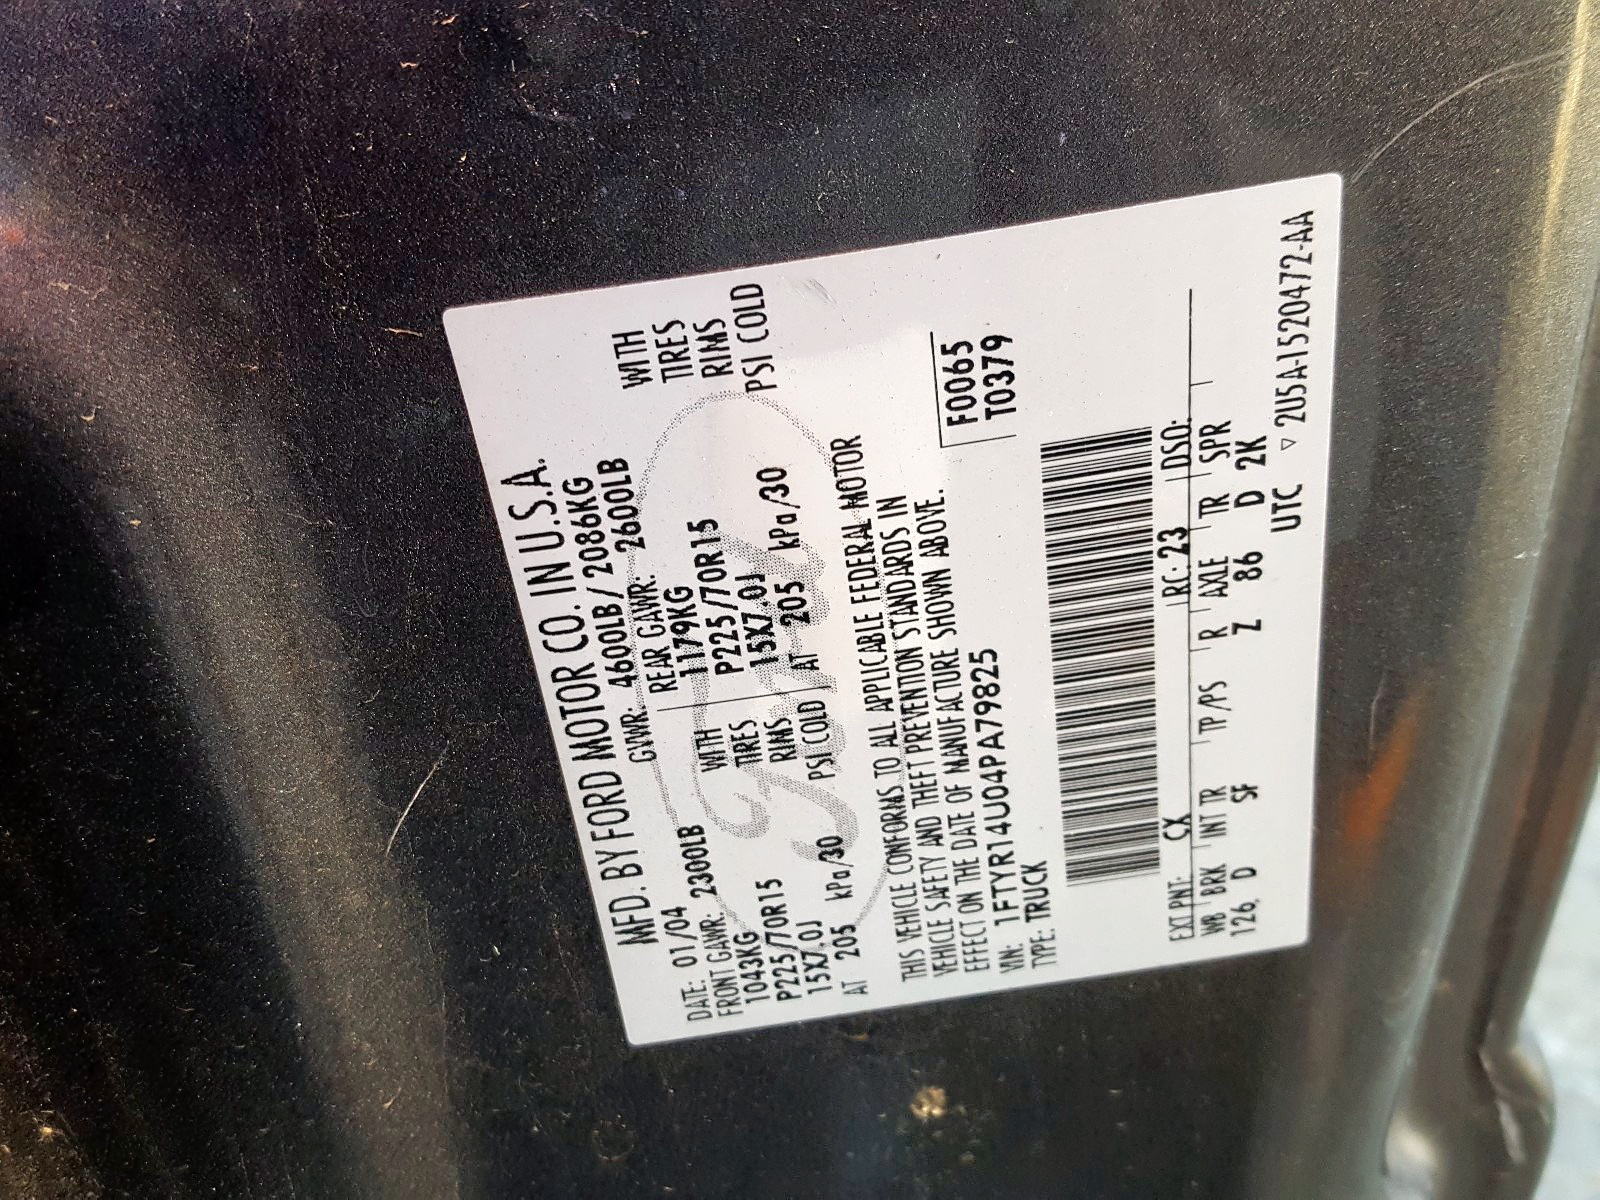 MFD. BY FORD MOTOR CO. IN U.S.A.
DATE: 01/04 GVWR: 4600LB/2086KG
FRONT GAWR: 2300LB REAR GAWR: 2600LB
1043KG WITH 1179KG WITH
P225/70R15 TIRES P225/70R15 TIRES
15X7.0J RIMS 15X7.0J RIMS
AT 205 kPa/30 PSI COLD AT 205 kPa/30 PSI COLD
THIS VEHICLE CONFORMS TO ALL APPLICABLE FEDERAL MOTOR
VEHICLE SAFETY AND THEFT PREVENTION STANDARDS IN
EFFECT ON THE DATE OF MANUFACTURE SHOWN ABOVE.
VIN: 1FTYR14U04PA79825 F0065
TYPE: TRUCK T0379
EXT PNT: CX RC: 23 DSO:
WB BRK INT TR TP/PS R AXLE TR SPR
126 D SF Z 86 D 2K
UTC ▽ 2U5A-1520472-AA
Ford